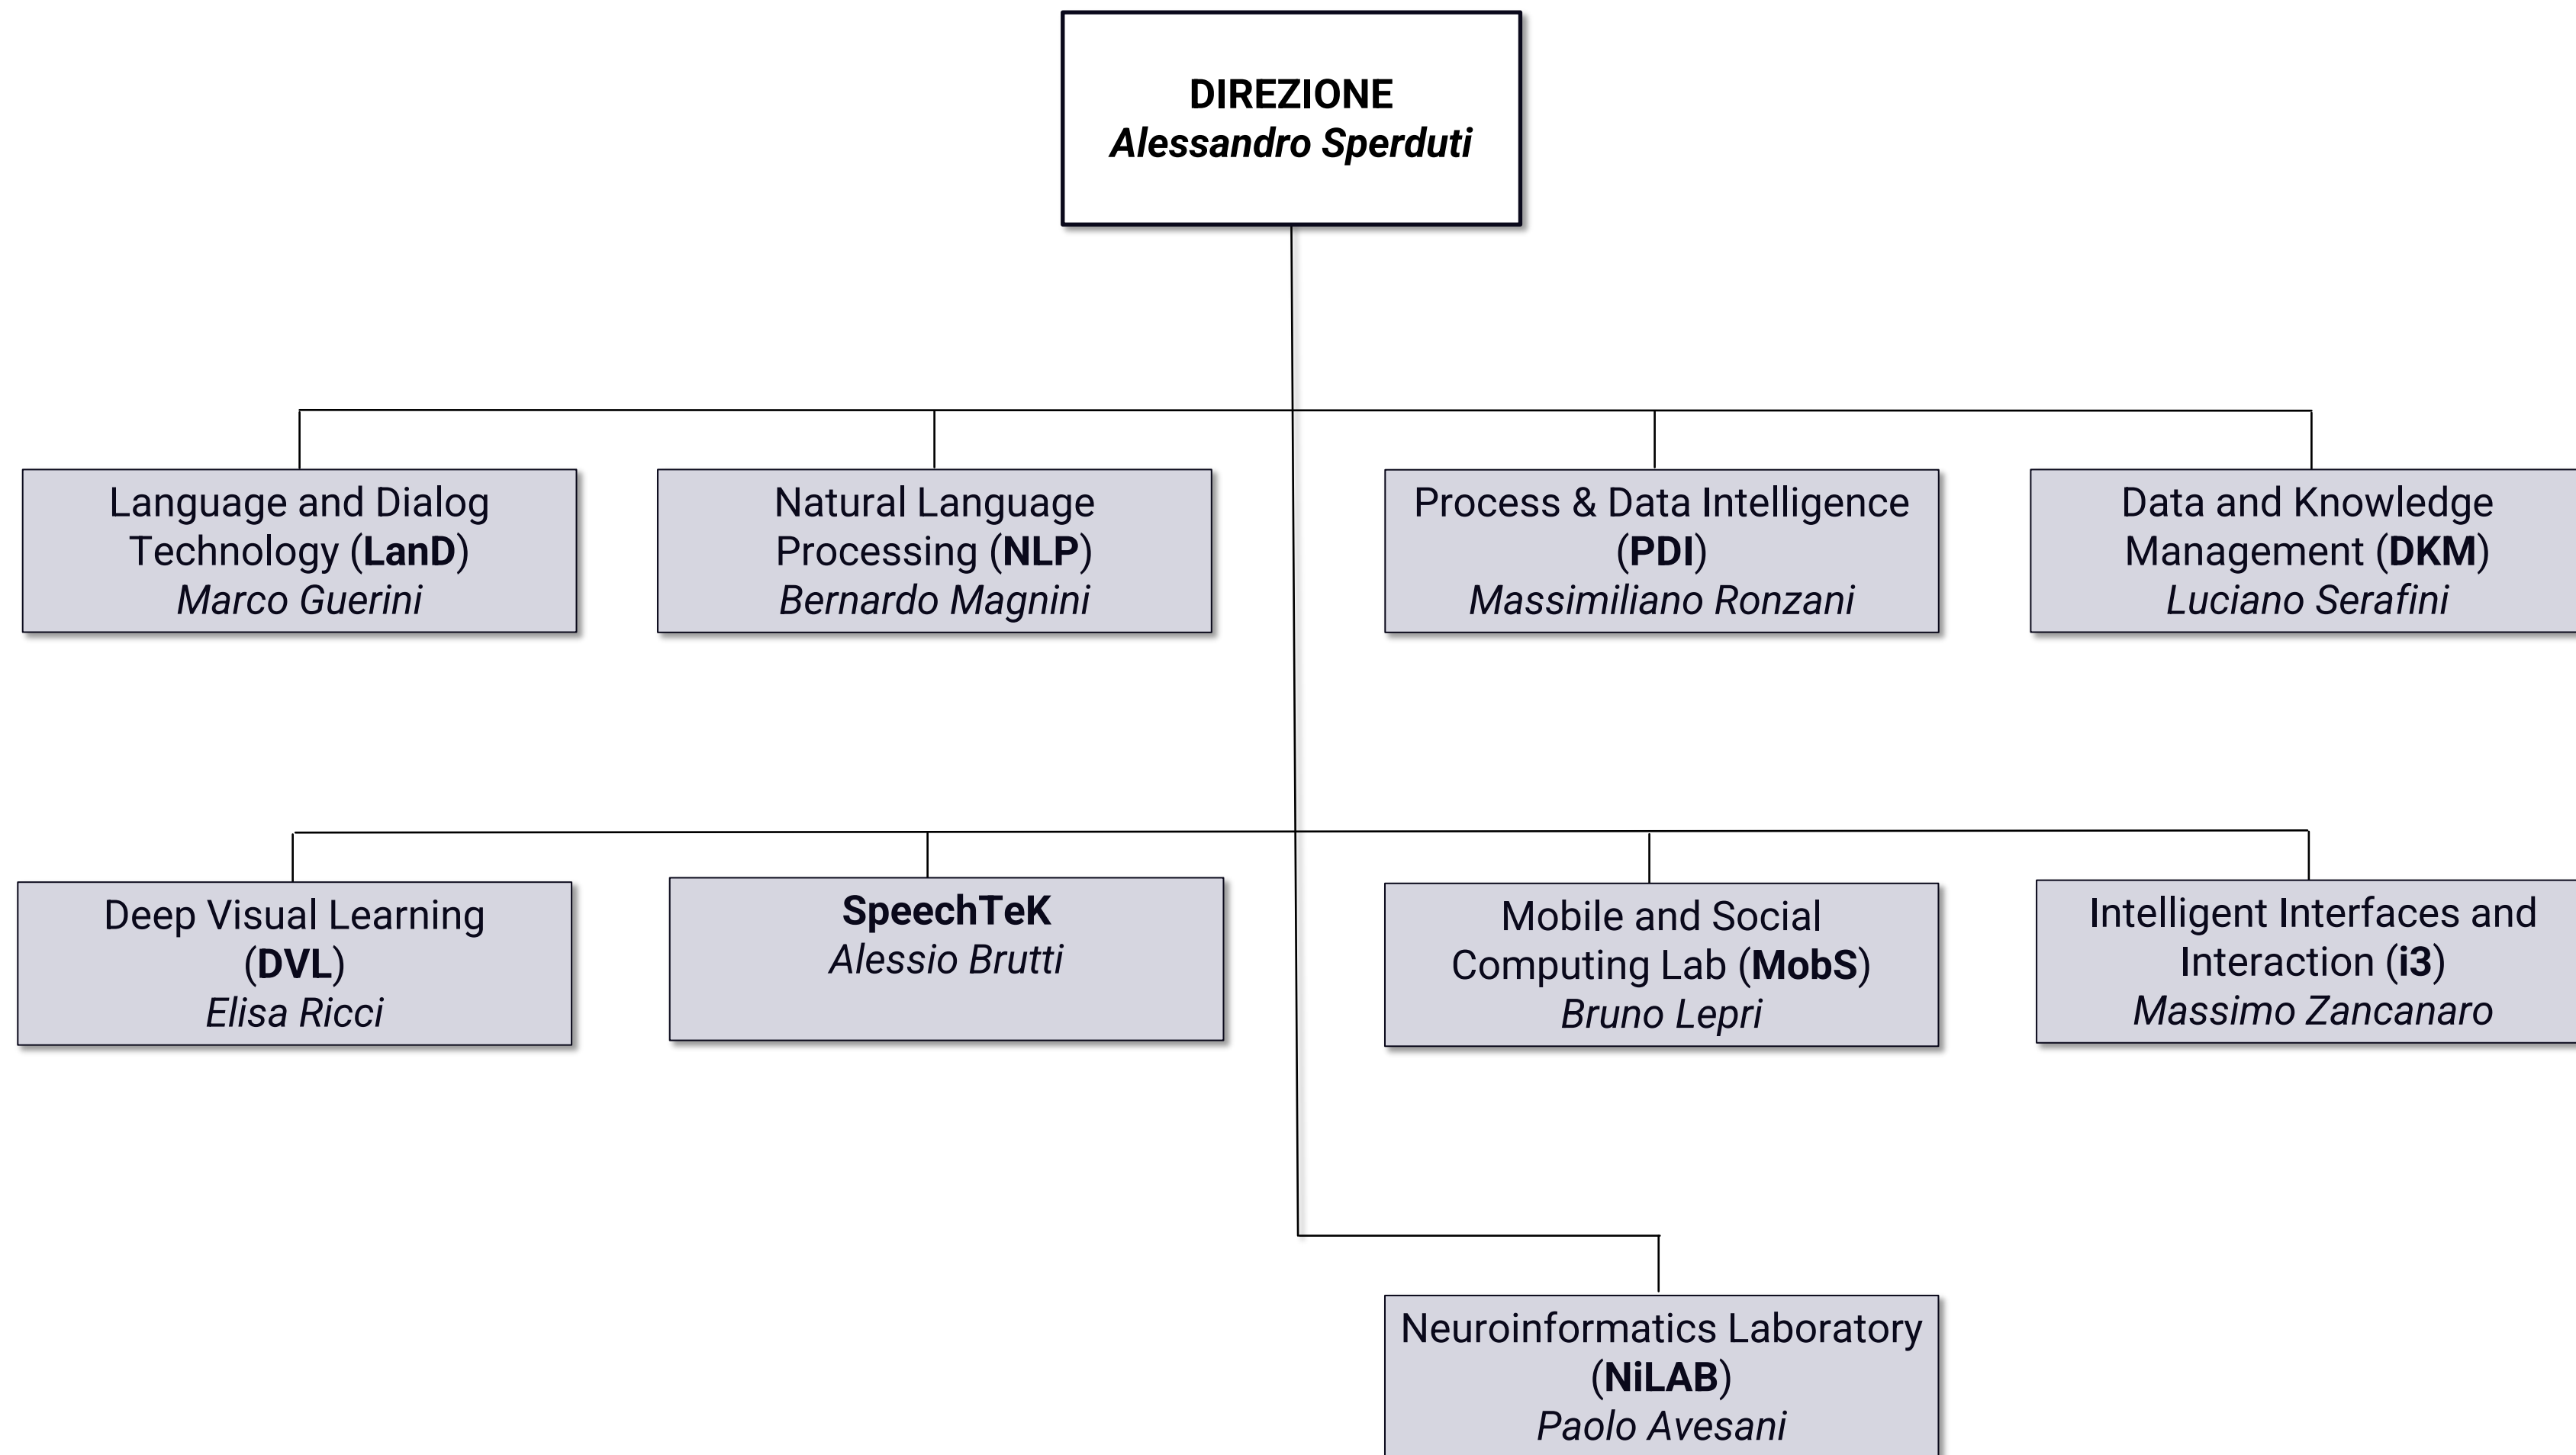 DIREZIONE
Alessandro Sperduti
Language and Dialog
Technology (LanD)
Marco Guerini
Natural Language
Processing (NLP)
Bernardo Magnini
Process & Data Intelligence
(PDI)
Massimiliano Ronzani
Data and Knowledge
Management (DKM)
Luciano Serafini
Deep Visual Learning
(DVL)
Elisa Ricci
SpeechTeK
Alessio Brutti
Mobile and Social
Computing Lab (MobS)
Bruno Lepri
Intelligent Interfaces and
Interaction (i3)
Massimo Zancanaro
Neuroinformatics Laboratory
(NiLAB)
Paolo Avesani